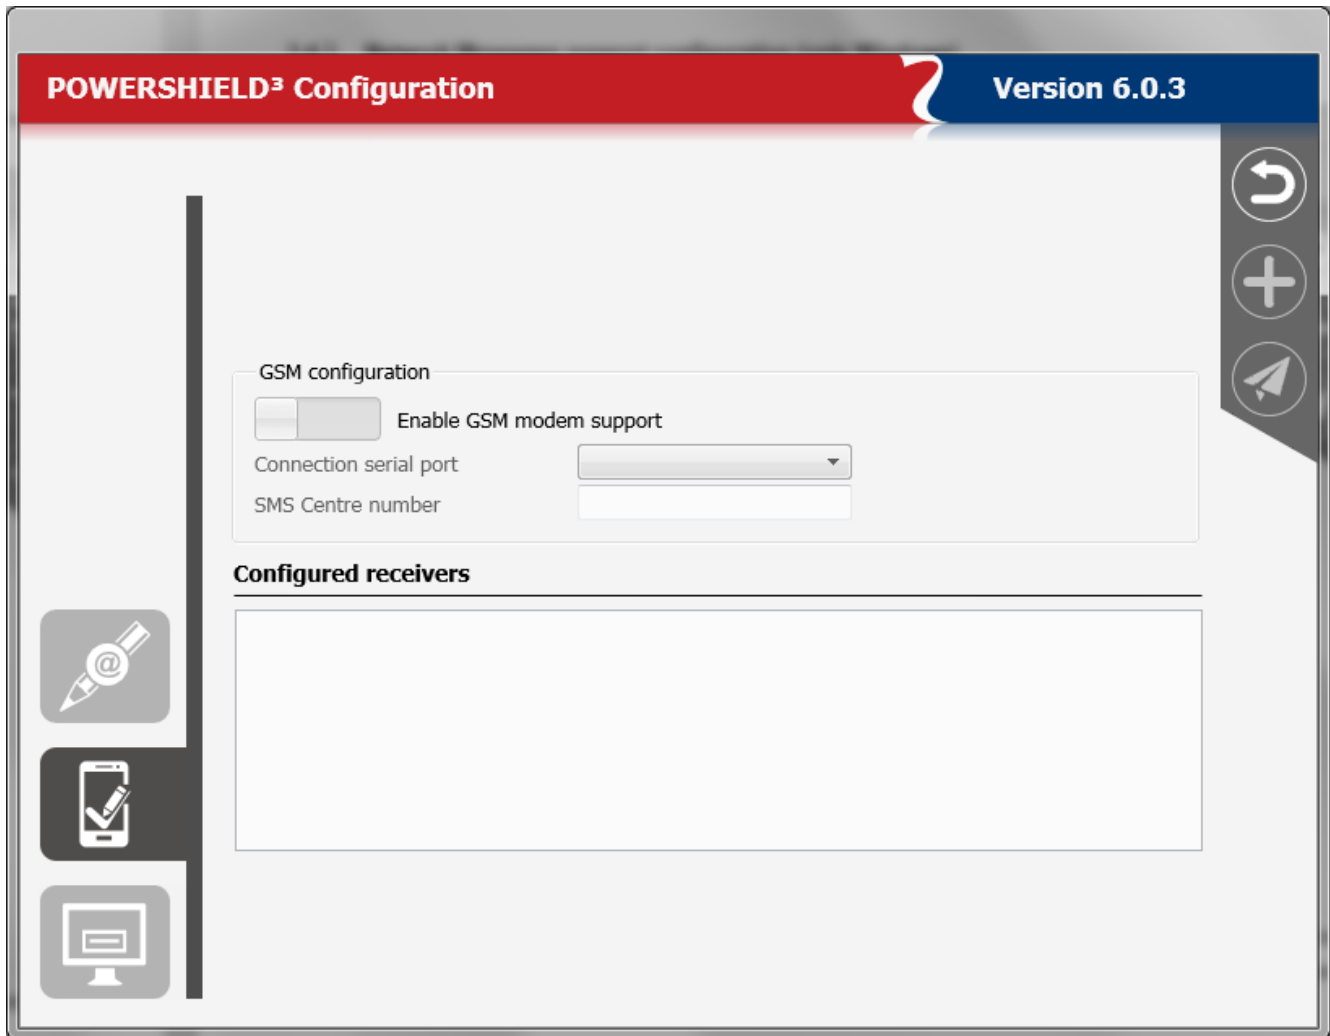 POWERSHIELD³ Configuration
Version 6.0.3
GSM configuration
Enable GSM modem support
Connection serial port
SMS Centre number
Configured receivers
@